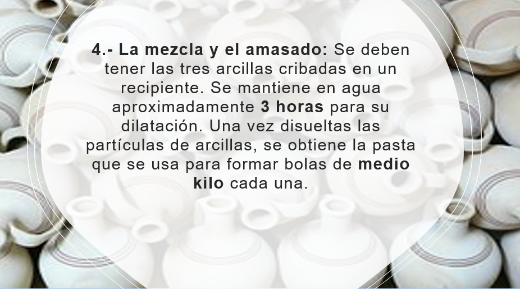 4.- La mezcla y el amasado: Se deben
tener las tres arcillas cribadas en un
recipiente. Se mantiene en agua
aproximadamente 3 horas para su
dilatación. Una vez disueltas las
partículas de arcillas, se obtiene la pasta
que se usa para formar bolas de medio
kilo cada una.